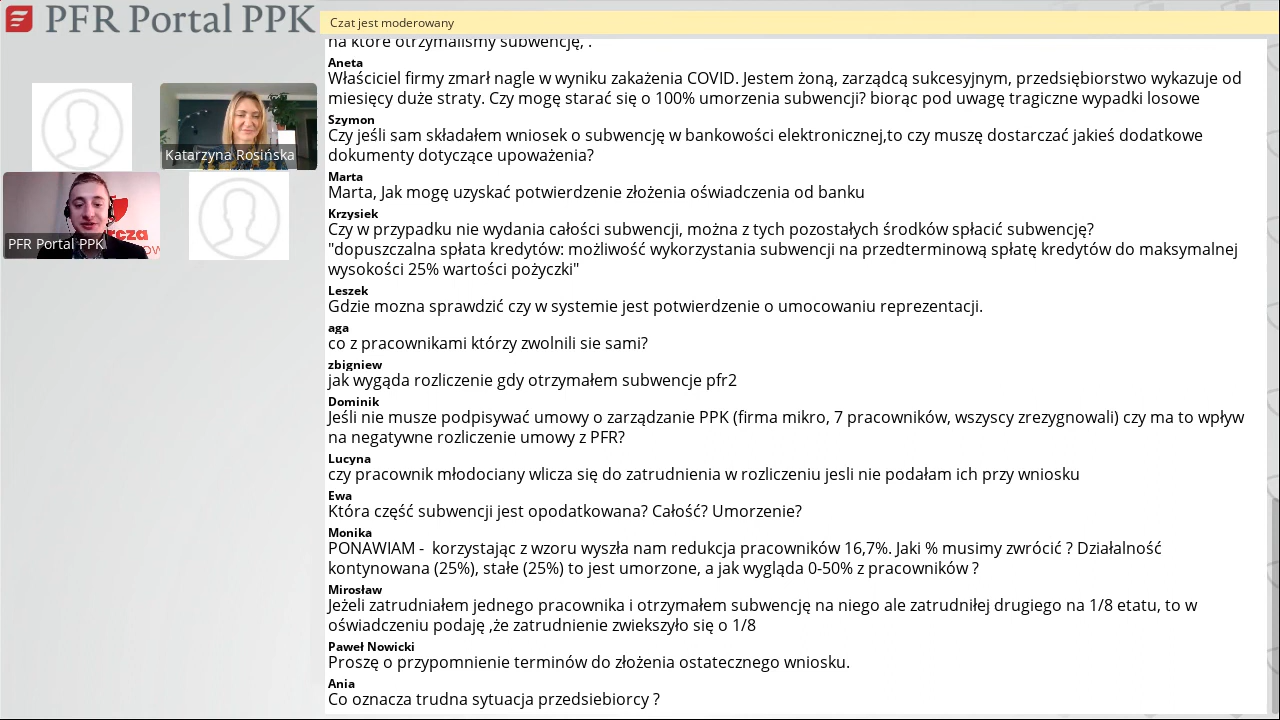 PFR Portal PPK
Czat jest moderowany
na które otrzymaliśmy subwencję, .
Aneta
Właściciel firmy zmarł nagle w wyniku zakażenia COVID. Jestem żoną, zarządcą sukcesyjnym, przedsiębiorstwo wykazuje od
miesięcy duże straty. Czy mogę starać się o 100% umorzenia subwencji? biorąc pod uwagę tragiczne wypadki losowe
Szymon
Czy jeśli sam składałem wniosek o subwencję w bankowości elektronicznej,to czy muszę dostarczać jakieś dodatkowe
dokumenty dotyczące upoważenia?
Marta
Marta, Jak mogę uzyskać potwierdzenie złożenia oświadczenia od banku
Krzysiek
Czy w przypadku nie wydania całości subwencji, można z tych pozostałych środków spłacić subwencję?
"dopuszczalna spłata kredytów: możliwość wykorzystania subwencji na przedterminową spłatę kredytów do maksymalnej
wysokości 25% wartości pożyczki"
Leszek
Gdzie mozna sprawdzić czy w systemie jest potwierdzenie o umocowaniu reprezentacji.
aga
co z pracownikami którzy zwolnili sie sami?
zbigniew
jak wygąda rozliczenie gdy otrzymałem subwencje pfr2
Dominik
Jeśli nie musze podpisywać umowy o zarządzanie PPK (firma mikro, 7 pracowników, wszyscy zrezygnowali) czy ma to wpływ
na negatywne rozliczenie umowy z PFR?
Lucyna
czy pracownik młodociany wlicza się do zatrudnienia w rozliczeniu jesli nie podałam ich przy wniosku
Ewa
Która część subwencji jest opodatkowana? Całość? Umorzenie?
Monika
PONAWIAM -  korzystając z wzoru wyszła nam redukcja pracowników 16,7%. Jaki % musimy zwrócić ? Działalność
kontynowana (25%), stałe (25%) to jest umorzone, a jak wygląda 0-50% z pracowników ?
Mirosław
Jeżeli zatrudniałem jednego pracownika i otrzymałem subwencję na niego ale zatrudniłej drugiego na 1/8 etatu, to w
oświadczeniu podaję ,że zatrudnienie zwiekszyło się o 1/8
Paweł Nowicki
Proszę o przypomnienie terminów do złożenia ostatecznego wniosku.
Ania
Co oznacza trudna sytuacja przedsiebiorcy ?
Katarzyna Rosińska
PFR Portal PPK